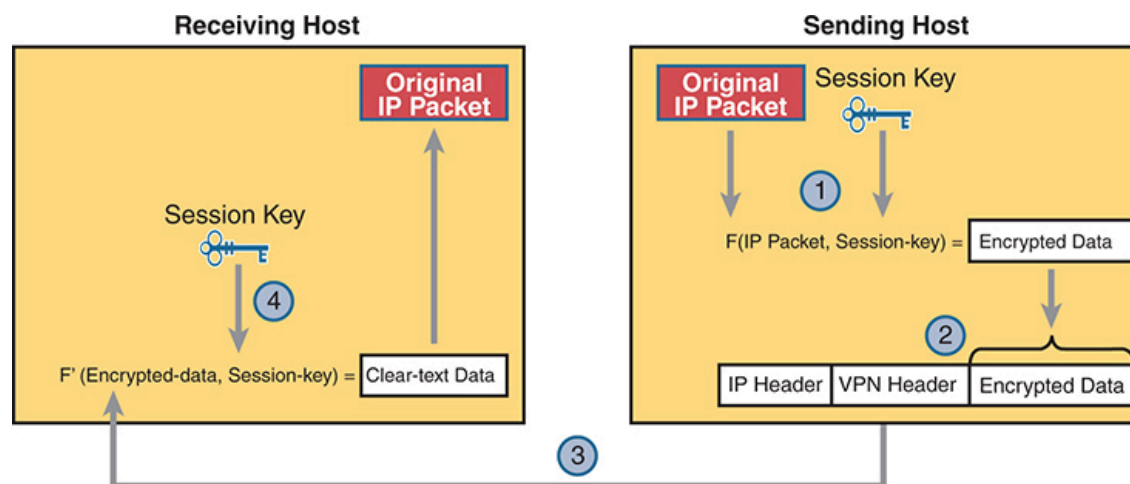 Receiving Host
Original
IP Packet
Session Key
4
F' (Encrypted-data, Session-key) =
Clear-text Data
Sending Host
Original
IP Packet
Session Key
1
F(IP Packet, Session-key) =
Encrypted Data
2
IP Header
VPN Header
Encrypted Data
3